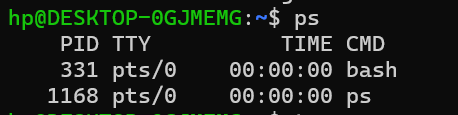 hp@DESKTOP-0GJMEMG:~$ ps
PID TTY TIME CMD
331 pts/0 00:00:00 bash
1168 pts/0 00:00:00 ps